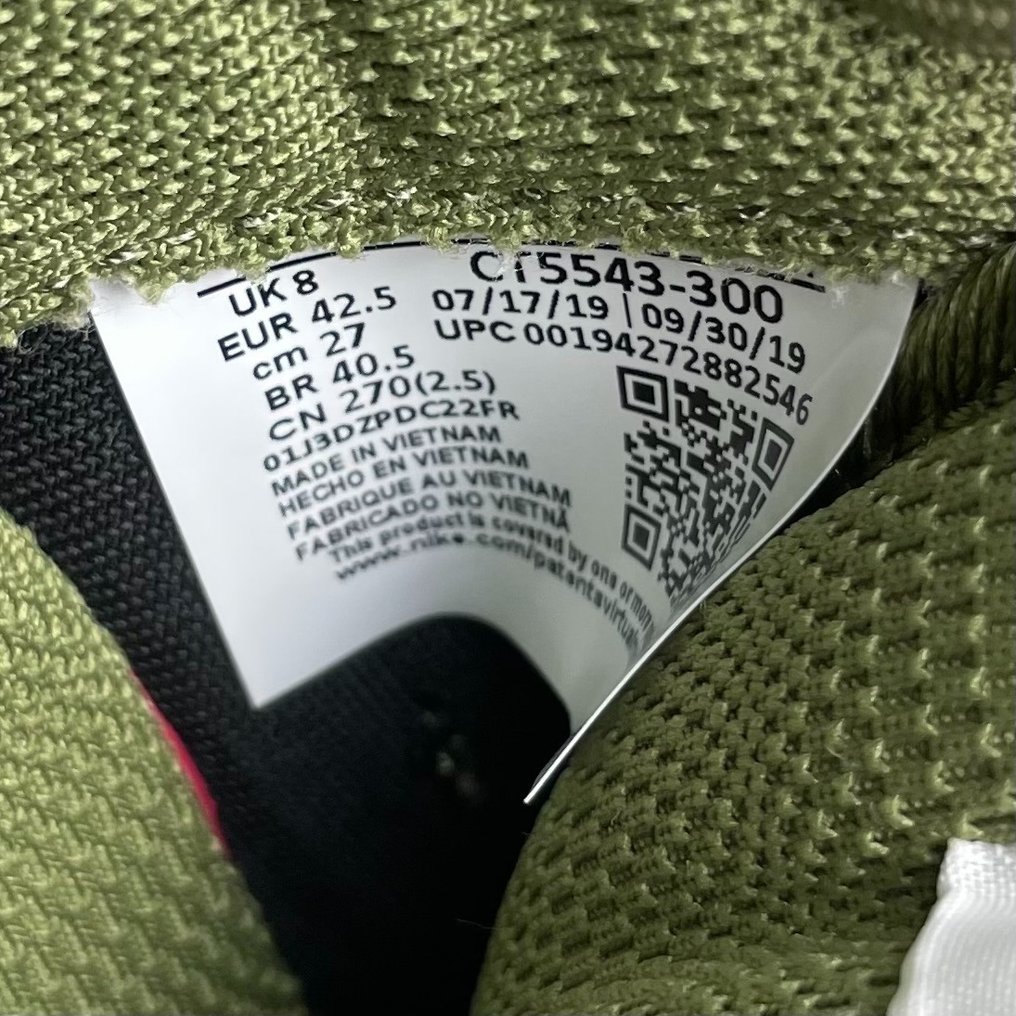 CT5543-300
UK 8
EUR 42.5
cm 27
BR 40.5
CN 270(2.5)
07/17/19 | 09/30/19
UPC 00194272882546
01J3DZPDC22FR
MADE IN VIETNAM
HECHO EN VIETNAM
FABRIQUE AU VIETNAM
FABRICADO NO VIETNÃ
This product is covered by one or more
www.nike.com/patents